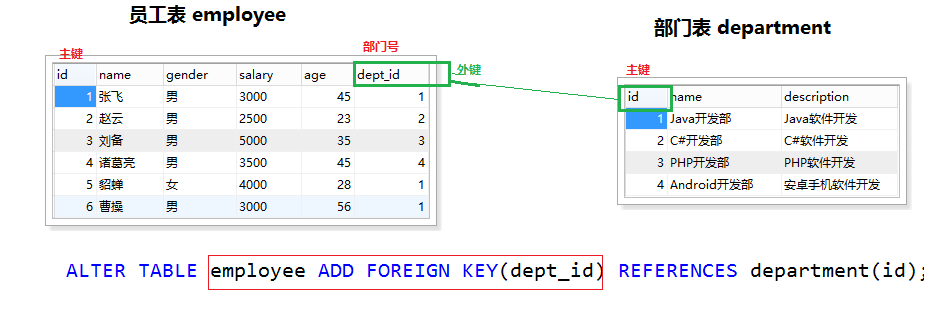 员工表 employee
部门表 department
主键
部门号
外键
主键
id name gender salary age dept_id
1 张飞 男 3000 45 1
2 赵云 男 2500 23 2
3 刘备 男 5000 35 3
4 诸葛亮 男 3500 45 4
5 貂蝉 女 4000 28 1
6 曹操 男 3000 56 1
id name description
1 Java开发部 Java软件开发
2 C#开发部 C#软件开发
3 PHP开发部 PHP软件开发
4 Android开发部 安卓手机软件开发
ALTER TABLE employee ADD FOREIGN KEY(dept_id) REFERENCES department(id);